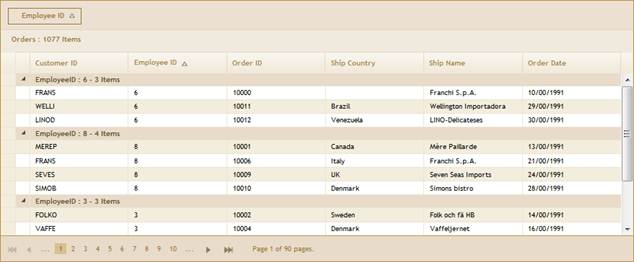 Employee ID
Orders : 1077 Items
Customer ID Employee ID Order ID Ship Country Ship Name Order Date
EmployeeID : 6 - 3 Items
FRANS 6 10000 Franchi S.p.A. 10/00/1991
WELLI 6 10011 Brazil Wellington Importadora 29/00/1991
LINOD 6 10012 Venezuela LINO-Delicateses 30/00/1991
EmployeeID : 8 - 4 Items
MEREP 8 10001 Canada Mère Paillarde 13/00/1991
FRANS 8 10006 Italy Franchi S.p.A. 21/00/1991
SEVES 8 10009 UK Seven Seas Imports 24/00/1991
SIMOB 8 10010 Denmark Simons bistro 28/00/1991
EmployeeID : 3 - 3 Items
FOLKO 3 10002 Sweden Folk och fä HB 14/00/1991
VAFFE 3 10004 Denmark Vaffeljernet 16/00/1991
... 1 2 3 4 5 6 7 8 9 10 ... Page 1 of 90 pages.